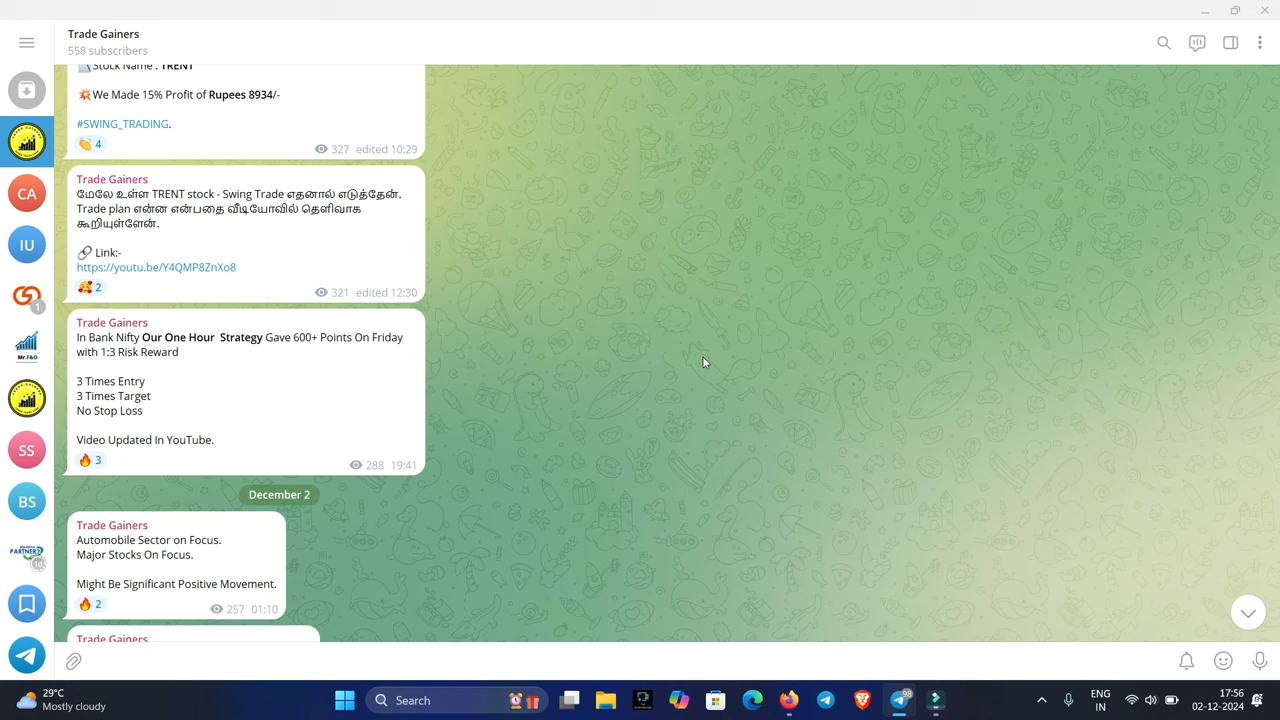 Trade Gainers
558 subscribers
Stock Name : TRENT
💥We Made 15% Profit of Rupees 8934/-
#SWING_TRADING.
👏 4
327 edited 10:29
Trade Gainers
மேலே உள்ள TRENT stock - Swing Trade எதனால் எடுத்தேன்.
Trade plan என்ன என்பதை வீடியோவில் தெளிவாக
கூறியுள்ளேன்.
🔗 Link:-
https://youtu.be/Y4QMP8ZnXo8
🥰 2
321 edited 12:30
Trade Gainers
In Bank Nifty Our One Hour Strategy Gave 600+ Points On Friday
with 1:3 Risk Reward
3 Times Entry
3 Times Target
No Stop Loss
Video Updated In YouTube.
🔥 3
288 19:41
December 2
Trade Gainers
Automobile Sector on Focus.
Major Stocks On Focus.
Might Be Significant Positive Movement.
🔥 2
257 01:10
Trade Gainers
CA
IU
1
Mr.F&O
SS
BS
PARTNER
1d
29°C
Mostly cloudy
Search
98
ENG
IN
17:56
02-12-2024